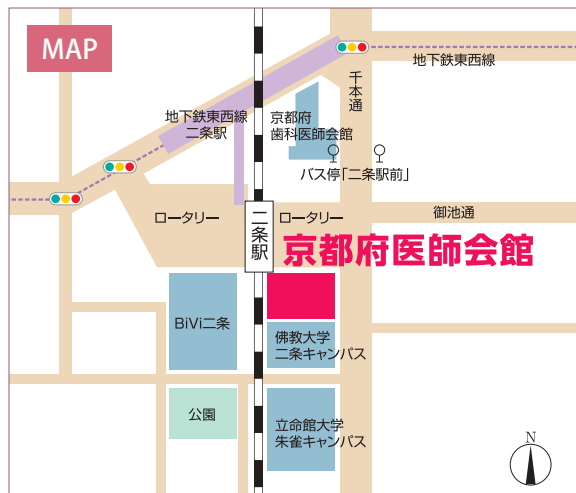 MAP
地下鉄東西線
千本通
地下鉄東西線
二条駅
京都府
歯科医師会館
バス停「二条駅前」
ロータリー
ロータリー
御池通
二条駅
京都府医師会館
BiVi二条
佛教大学
二条キャンパス
公園
立命館大学
朱雀キャンパス
N